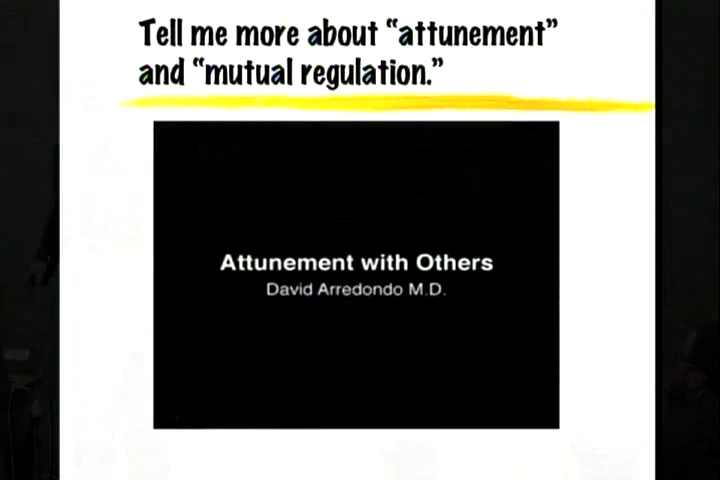 Tell me more about “attunement”
and “mutual regulation.”
Attunement with Others
David Arredondo M.D.